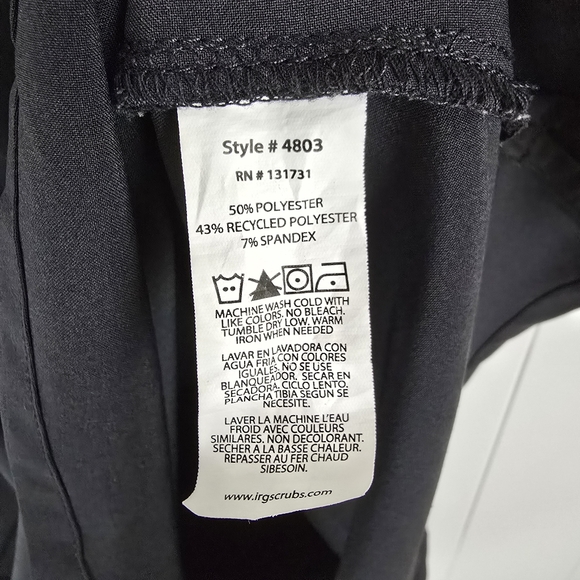 Style # 4803
RN # 131731
50% POLYESTER
43% RECYCLED POLYESTER
7% SPANDEX
MACHINE WASH COLD WITH
LIKE COLORS. NO BLEACH.
TUMBLE DRY LOW. WARM
IRON WHEN NEEDED
LAVAR EN LAVADORA CON
AGUA FRIA CON COLORES
IGUALES. NO SE USE
BLANQUEADOR. SECAR EN
SECADORA. CICLO LENTO.
PLANCHA TIBIA SEGUN SE
NECESITE.
LAVER LA MACHINE L'EAU
FROID AVEC COULEURS
SIMILARES. NON DECOLORANT.
SECHER A LA BASSE CHALEUR.
REPASSER AU FER CHAUD
SIBESOIN.
www.irgscrubs.com